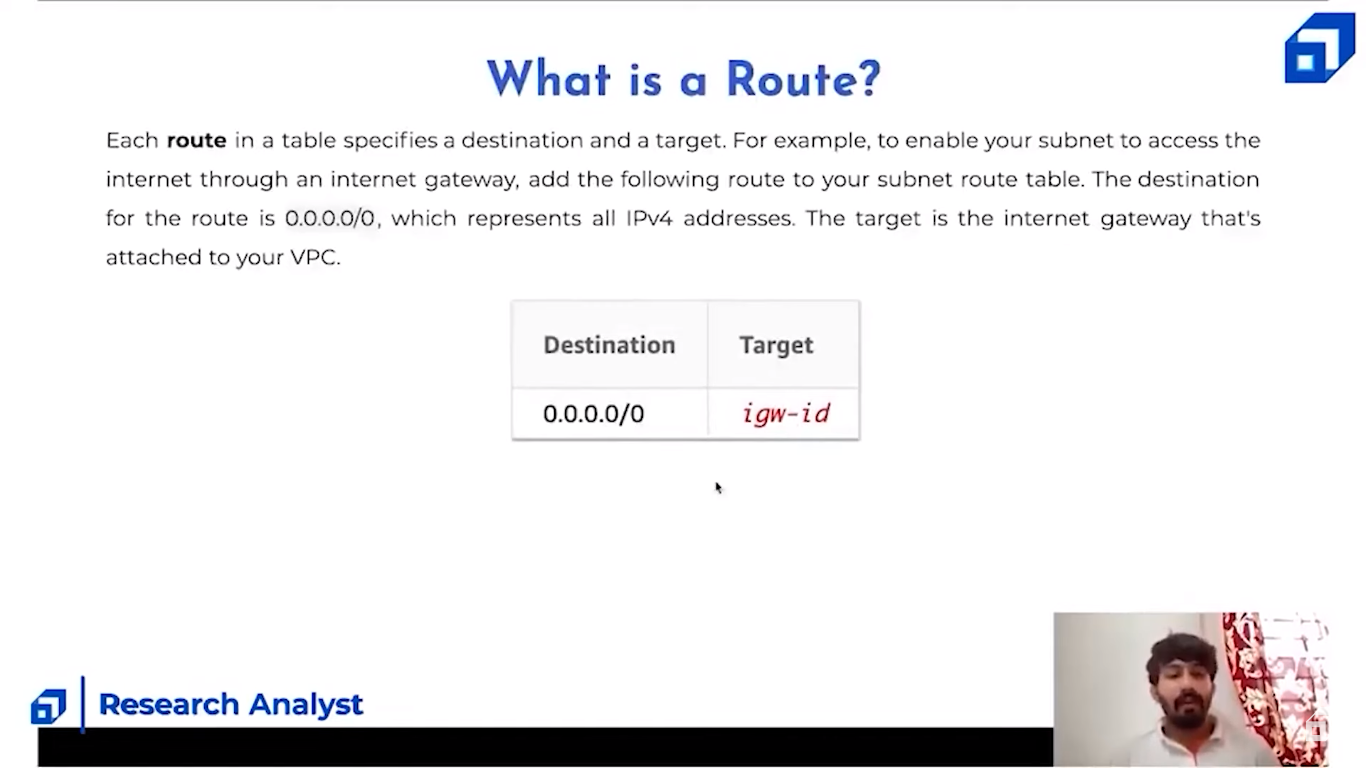 What is a Route?
Each route in a table specifies a destination and a target. For example, to enable your subnet to access the
internet through an internet gateway, add the following route to your subnet route table. The destination
for the route is 0.0.0.0/0, which represents all IPv4 addresses. The target is the internet gateway that's
attached to your VPC.
Destination Target
0.0.0.0/0 igw-id
Research Analyst